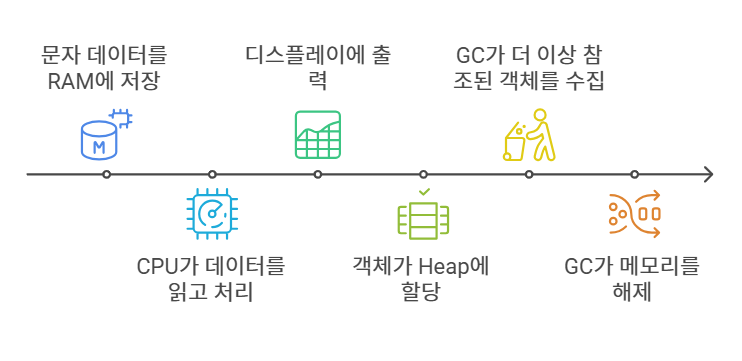 문자 데이터를
RAM에 저장
M
CPU가 데이터를
읽고 처리
디스플레이에 출
력
객체가 Heap에
할당
GC가 더 이상 참
조된 객체를 수집
GC가 메모리를
해제